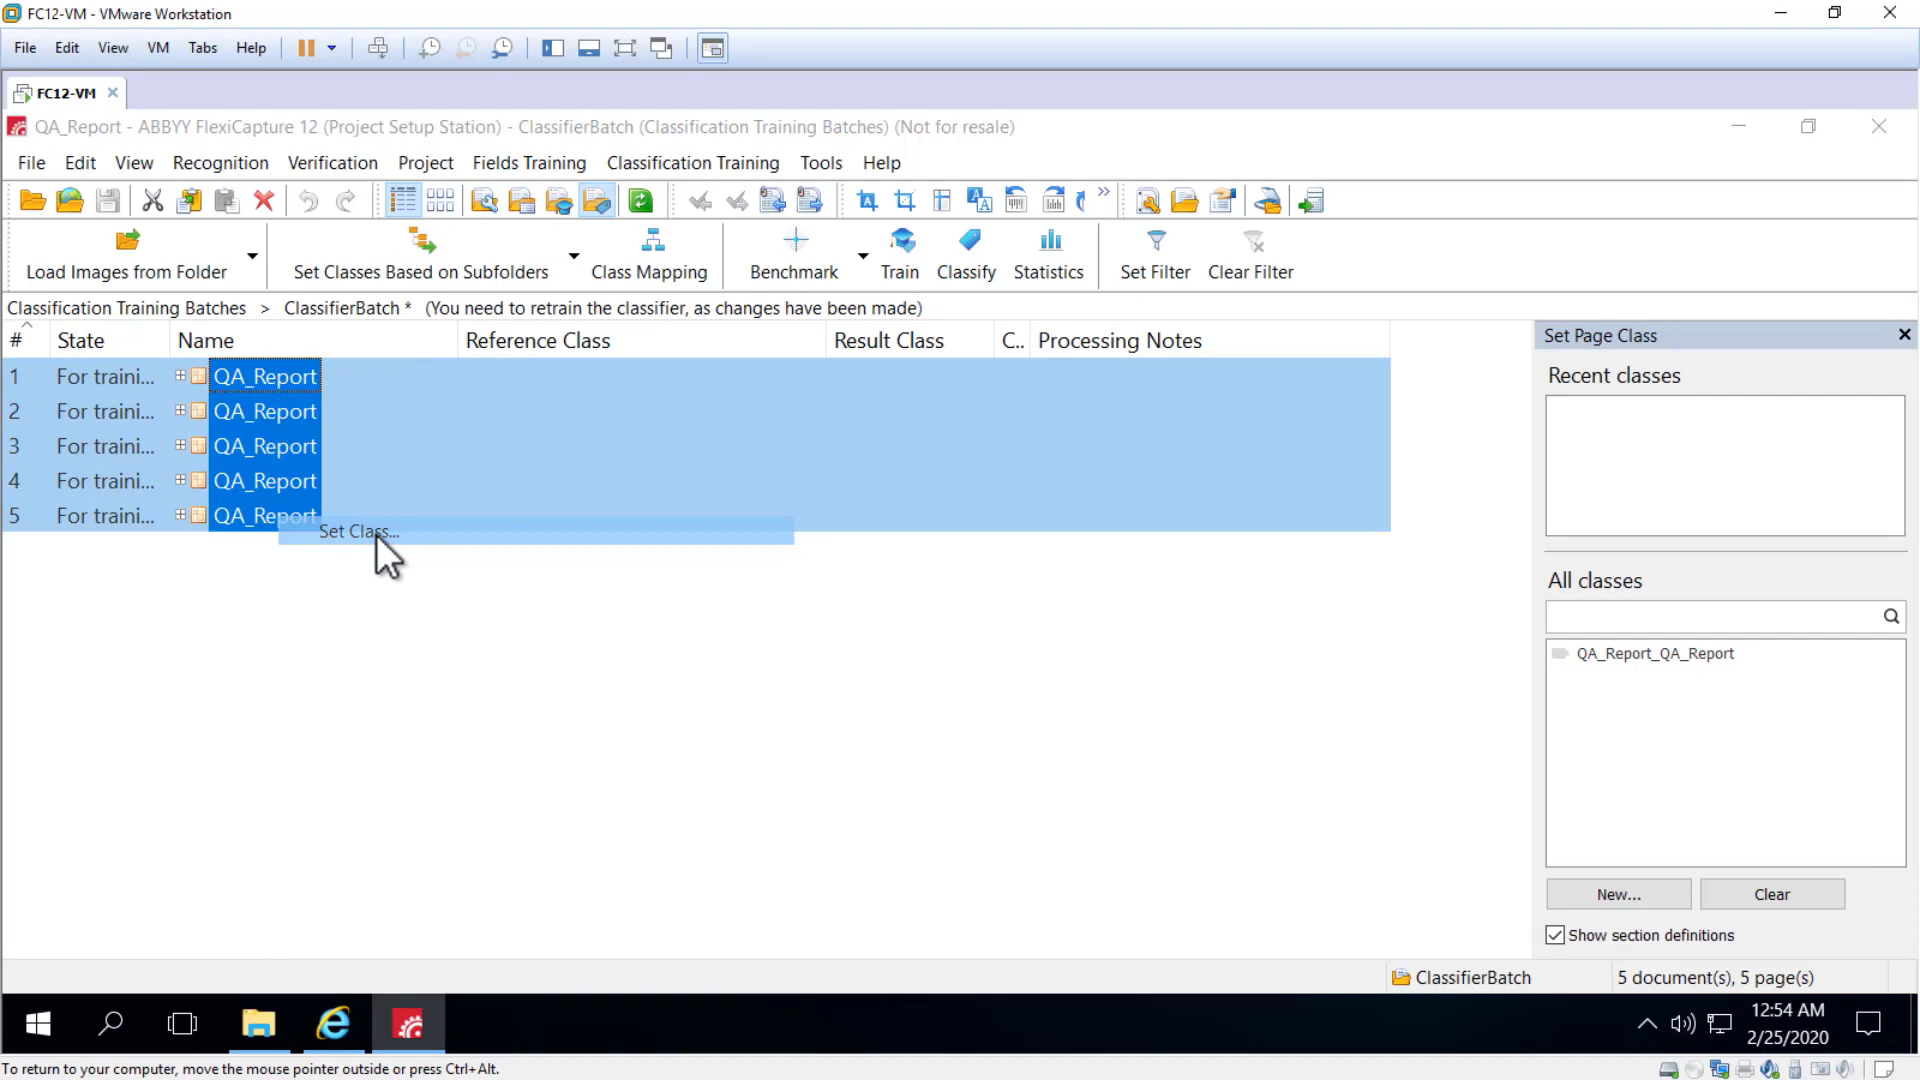 FC12-VM - VMware Workstation
File Edit View VM Tabs Help
FC12-VM
QA_Report - ABBYY FlexiCapture 12 (Project Setup Station) - ClassifierBatch (Classification Training Batches) (Not for resale)
File Edit View Recognition Verification Project Fields Training Classification Training Tools Help
Load Images from Folder Set Classes Based on Subfolders Class Mapping Benchmark Train Classify Statistics Set Filter Clear Filter
Classification Training Batches > ClassifierBatch * (You need to retrain the classifier, as changes have been made)
# State Name Reference Class Result Class C.. Processing Notes
1 For traini... QA_Report
2 For traini... QA_Report
3 For traini... QA_Report
4 For traini... QA_Report
5 For traini... QA_Report
Set Class...
Set Page Class
Recent classes
All classes
QA_Report_QA_Report
New... Clear
Show section definitions
ClassifierBatch 5 document(s), 5 page(s)
12:54 AM
2/25/2020
To return to your computer, move the mouse pointer outside or press Ctrl+Alt.